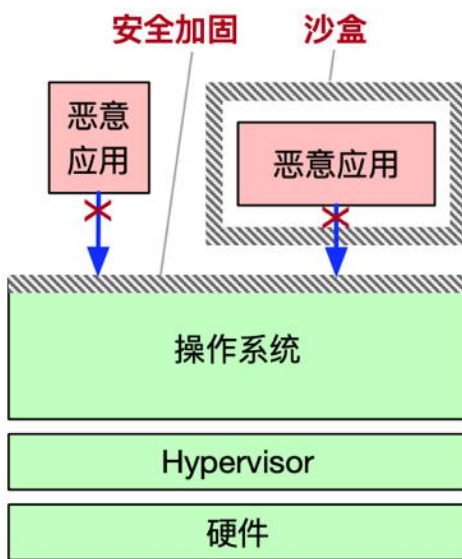 安全加固
沙盒
恶意
应用
恶意应用
操作系统
Hypervisor
硬件